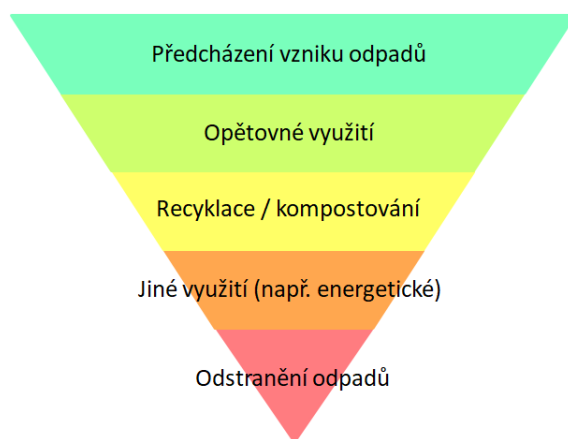 Předcházení vzniku odpadů
Opětovné využití
Recyklace / kompostování
Jiné využití (např. energetické)
Odstranění odpadů